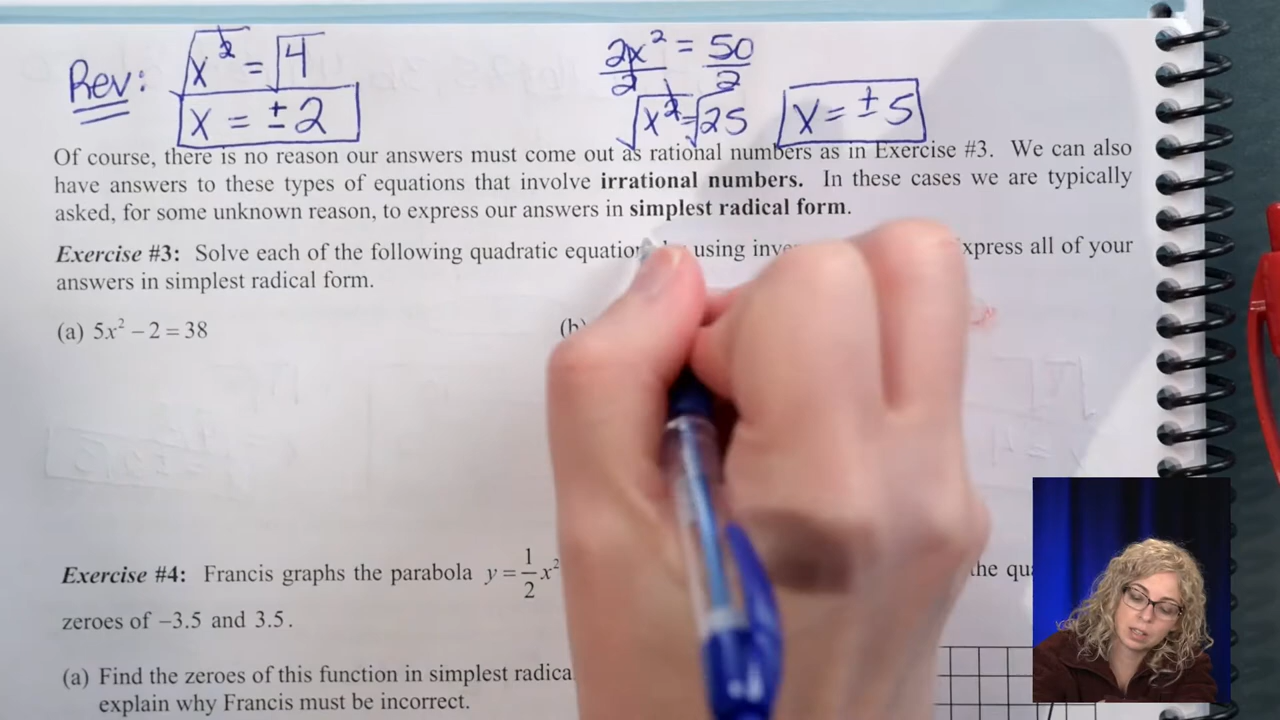 Rev: √x² = √4
x = ±2
2x² = 50
2 2
√x² = √25 x = ±5
Of course, there is no reason our answers must come out as rational numbers as in Exercise #3. We can also
have answers to these types of equations that involve irrational numbers. In these cases we are typically
asked, for some unknown reason, to express our answers in simplest radical form.
Exercise #3: Solve each of the following quadratic equation using xpress all of your
answers in simplest radical form.
(a) 5x² − 2 = 38 (b)
Exercise #4: Francis graphs the parabola y = 1/2 x² the
zeroes of −3.5 and 3.5.
(a) Find the zeroes of this function in simplest radica
explain why Francis must be incorrect.